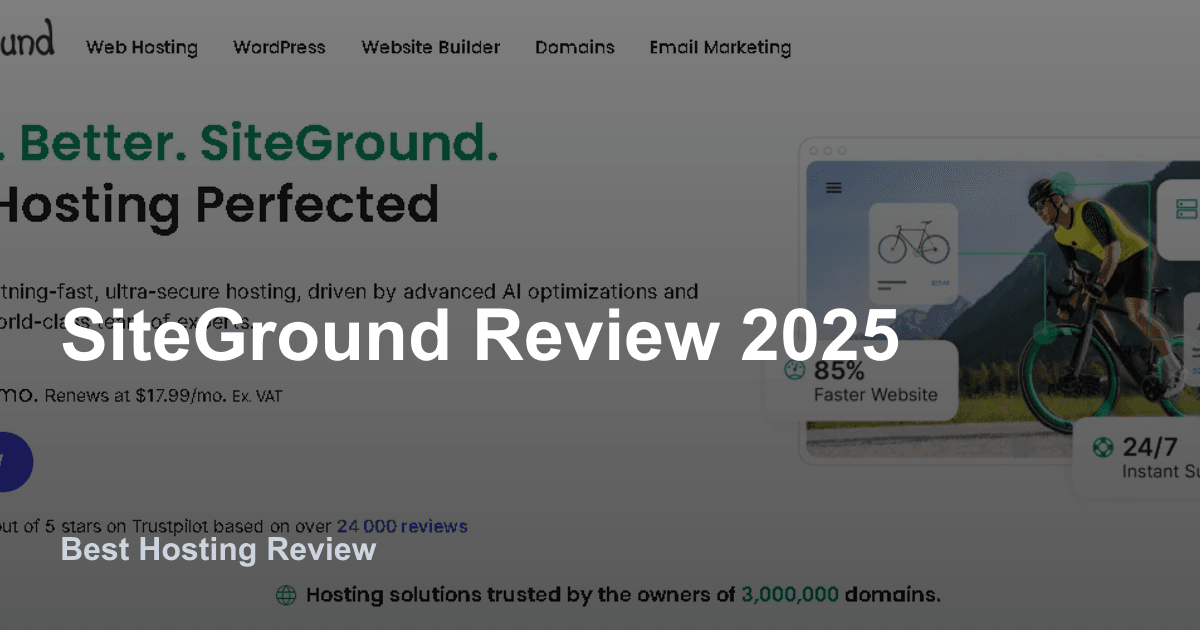 und
Web Hosting WordPress Website Builder Domains Email Marketing
. Better. SiteGround.
Hosting Perfected
tning-fast, ultra-secure hosting, driven by advanced AI optimizations and
orld-class team of experts.
SiteGround Review 2025
85%
Faster Website
mo. Renews at $17.99/mo. Ex. VAT
24/7
Instant Su
out of 5 stars on Trustpilot based on over 24 000 reviews
Best Hosting Review
Hosting solutions trusted by the owners of 3,000,000 domains.